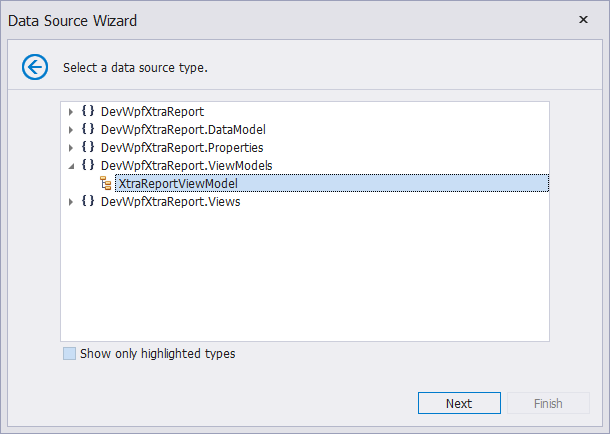 Data Source Wizard
Select a data source type.
{ } DevWpfXtraReport
{ } DevWpfXtraReport.DataModel
{ } DevWpfXtraReport.Properties
{ } DevWpfXtraReport.ViewModels
XtraReportViewModel
{ } DevWpfXtraReport.Views
Show only highlighted types
Next Finish